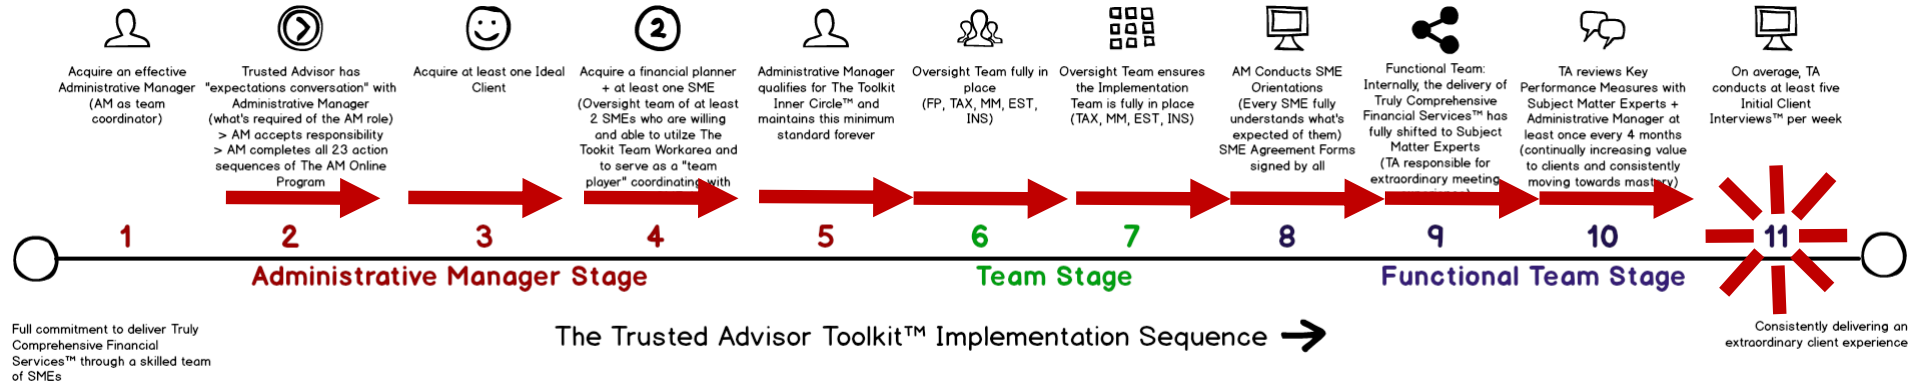 Acquire an effective
Administrative Manager
(AM as team
coordinator)
Trusted Advisor has
"expectations conversation" with
Administrative Manager
(what's required of the AM role)
> AM accepts responsibility
> AM completes all 23 action
sequences of The AM Online
Program
Acquire at least one Ideal
Client
2
Acquire a financial planner
+ at least one SME
(Oversight team of at least
2 SMEs who are willing
and able to utilze The
Tookit Team Workarea and
to serve as a "team
player" coordinating with
Administrative Manager
qualifies for The Toolkit
Inner Circle™ and
maintains this minimum
standard forever
Oversight Team fully in
place
(FP, TAX, MM, EST,
INS)
Oversight Team ensures
the Implementation
Team is fully in place
(TAX, MM, EST, INS)
AM Conducts SME
Orientations
(Every SME fully
understands what's
expected of them)
SME Agreement Forms
signed by all
Functional Team:
Internally, the delivery of
Truly Comprehensive
Financial Services™ has
fully shifted to Subject
Matter Experts
(TA responsible for
extraordinary meeting
TA reviews Key
Performance Measures with
Subject Matter Experts +
Administrative Manager at
least once every 4 months
(continually increasing value
to clients and consistently
moving towards mastery)
On average, TA
conducts at least five
Initial Client
Interviews™ per week
1 2 3 4 5 6 7 8 9 10 11
Administrative Manager Stage
Team Stage
Functional Team Stage
Full commitment to deliver Truly
Comprehensive Financial
Services™ through a skilled team
of SMEs
The Trusted Advisor Toolkit™ Implementation Sequence
Consistently delivering an
extraordinary client experience